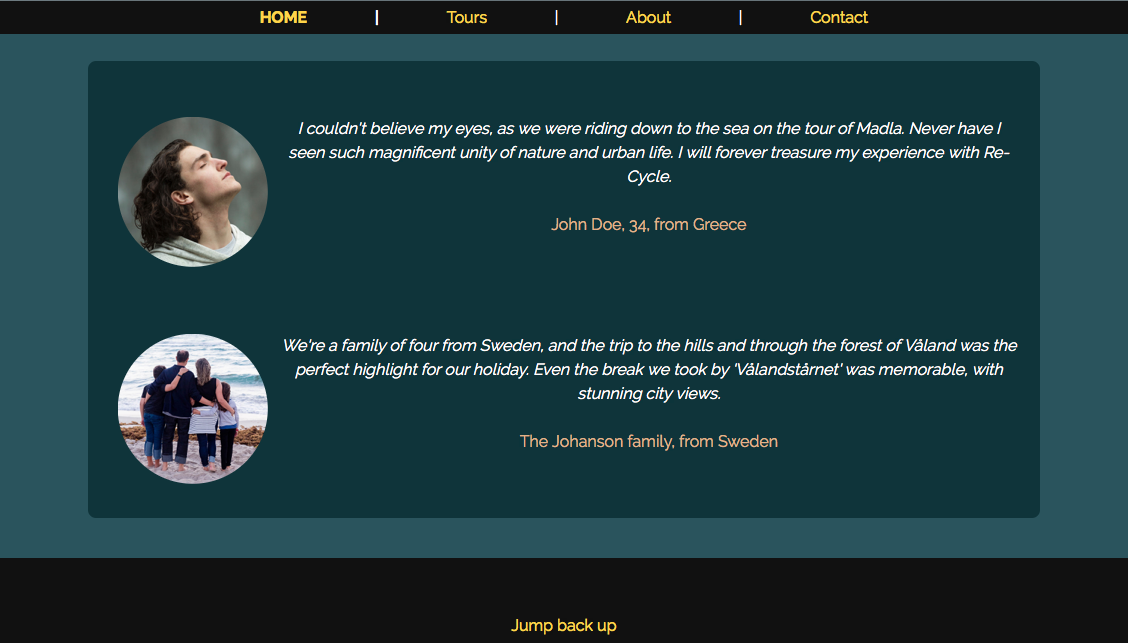 HOME | Tours | About | Contact
I couldn't believe my eyes, as we were riding down to the sea on the tour of Madla. Never have I
seen such magnificent unity of nature and urban life. I will forever treasure my experience with Re-
Cycle.
John Doe, 34, from Greece
We're a family of four from Sweden, and the trip to the hills and through the forest of Våland was the
perfect highlight for our holiday. Even the break we took by 'Vålandstårnet' was memorable, with
stunning city views.
The Johanson family, from Sweden
Jump back up